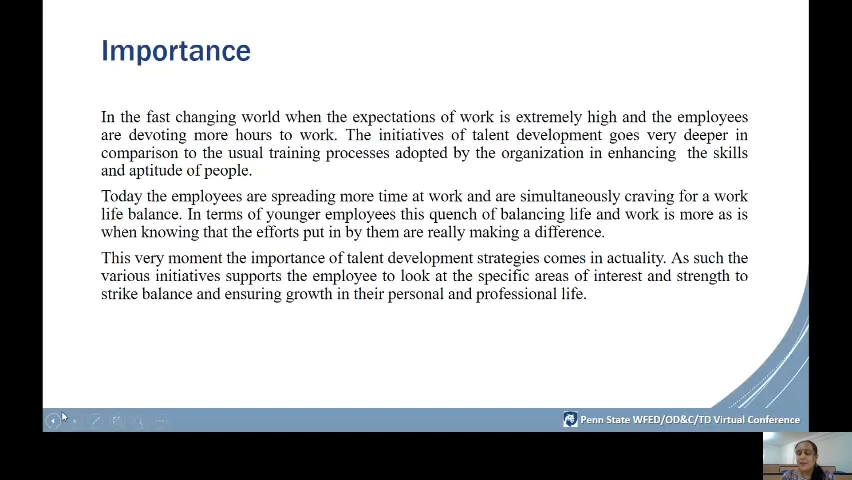 Importance
In the fast changing world when the expectations of work is extremely high and the employees
are devoting more hours to work. The initiatives of talent development goes very deeper in
comparison to the usual training processes adopted by the organization in enhancing the skills
and aptitude of people.
Today the employees are spreading more time at work and are simultaneously craving for a work
life balance. In terms of younger employees this quench of balancing life and work is more as is
when knowing that the efforts put in by them are really making a difference.
This very moment the importance of talent development strategies comes in actuality. As such the
various initiatives supports the employee to look at the specific areas of interest and strength to
strike balance and ensuring growth in their personal and professional life.
Penn State WFED/OD&C/TD Virtual Conference